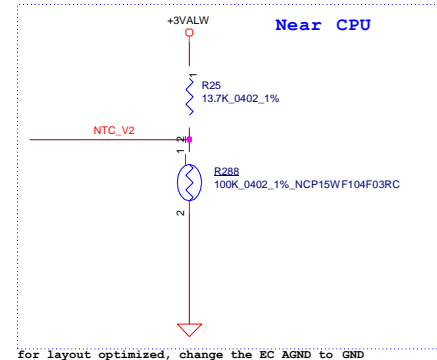 +3VALW
Near CPU
1
R25
13.7K_0402_1%
NTC_V2
2
1
R288
100K_0402_1%_NCP15WF104F03RC
2
for layout optimized, change the EC AGND to GND